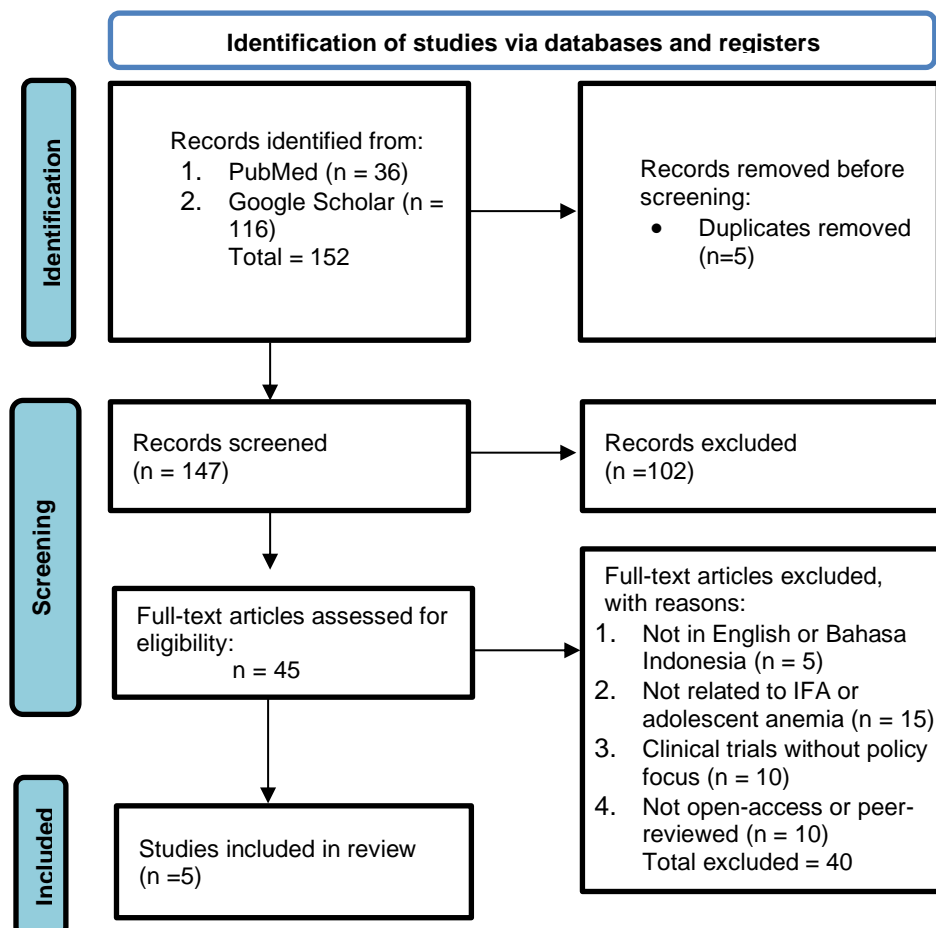 Identification of studies via databases and registers
Identification
Records identified from:
1. PubMed (n = 36)
2. Google Scholar (n =
116)
Total = 152
Records removed before
screening:
• Duplicates removed
(n=5)
Screening
Records screened
(n = 147)
Records excluded
(n =102)
Full-text articles assessed for
eligibility:
n = 45
Full-text articles excluded,
with reasons:
1. Not in English or Bahasa
Indonesia (n = 5)
2. Not related to IFA or
adolescent anemia (n = 15)
3. Clinical trials without policy
focus (n = 10)
4. Not open-access or peer-
reviewed (n = 10)
Total excluded = 40
Included
Studies included in review
(n =5)